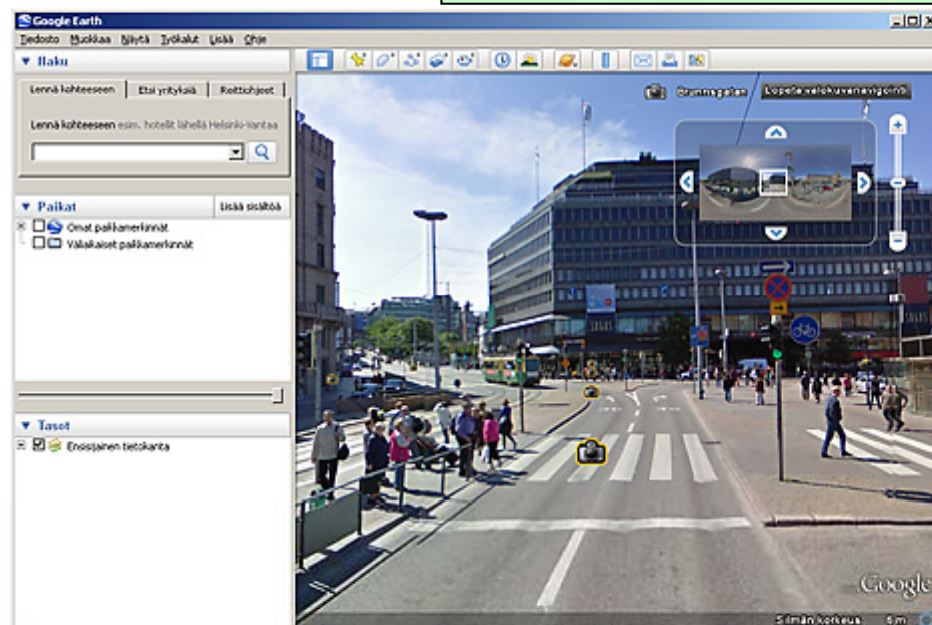 Google Earth
Tiedosto Muokkaa Näytä Työkalut Lisää Ohje
Haku
Lennä kohteeseen Etsi yrityksiä Reittiohjeet
Lennä kohteeseen esim. hotellit lähellä Helsinki-Vantaa
Paikat Lisää sisältöä
Omat paikkamerkinnät
Väliaikaiset paikkamerkinnät
Tasot
Ensisijainen tietokanta
Brunnsgatan Lopeta valokuvanavigointi
Google
Silmän korkeus 6 m